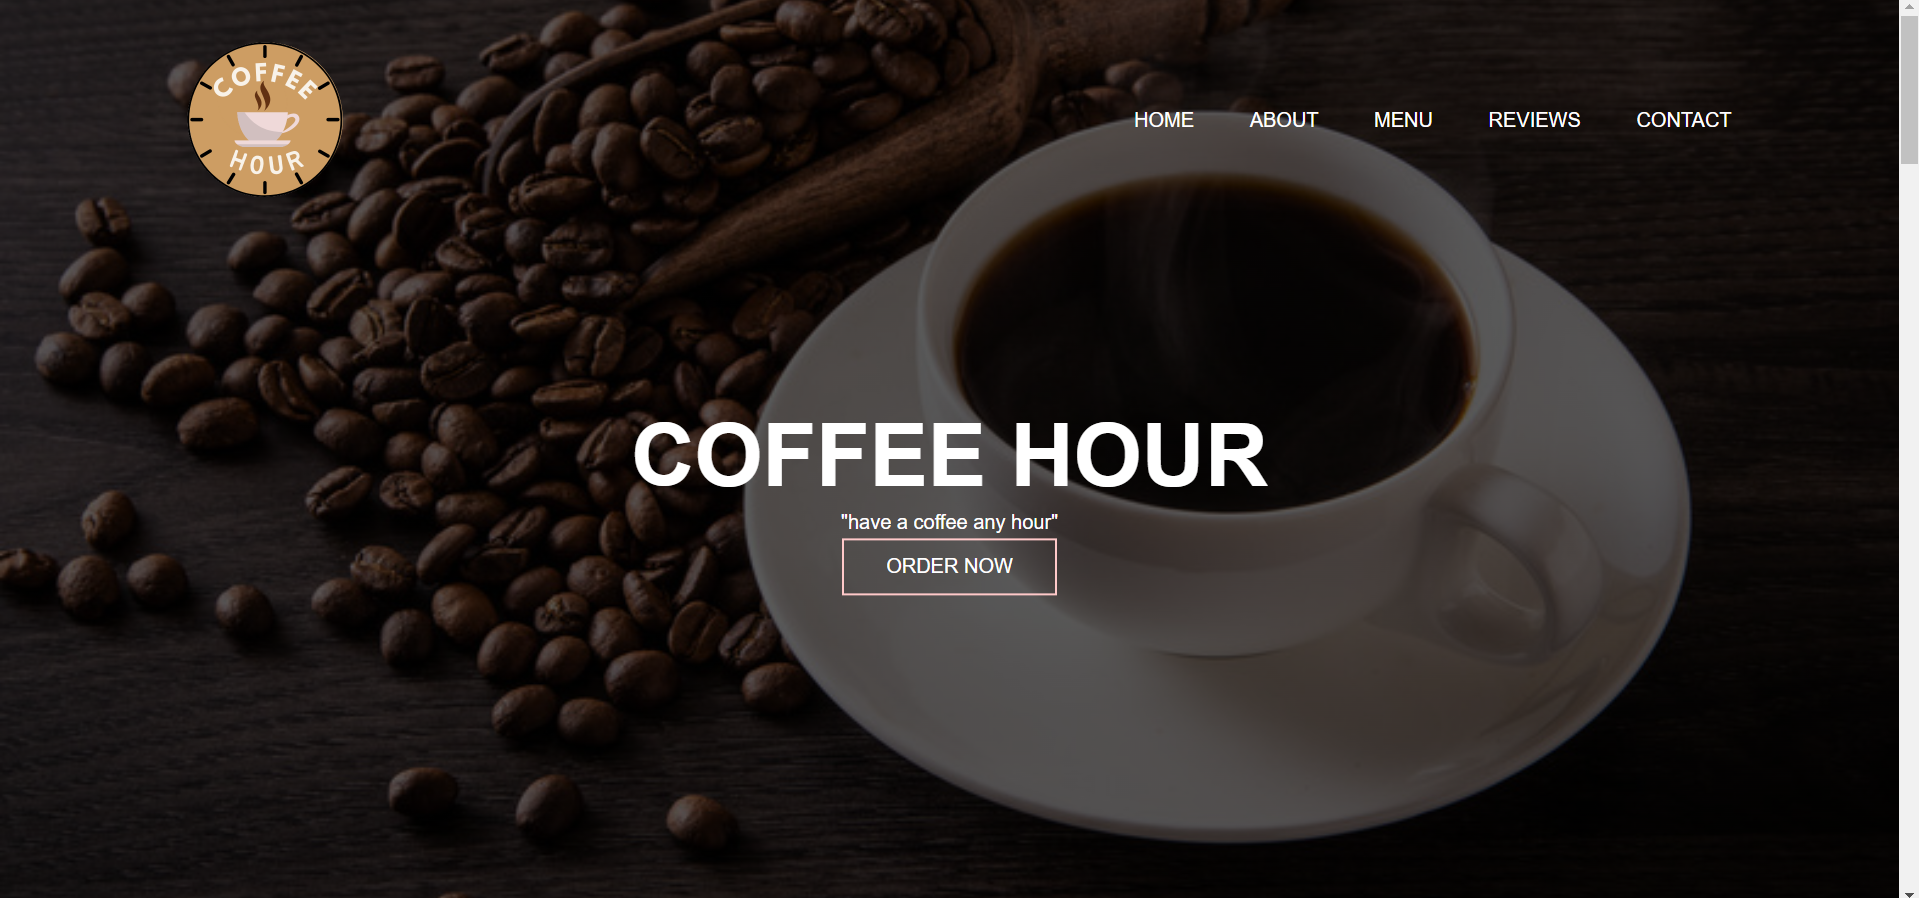 COFFEE
HOUR
HOME ABOUT MENU REVIEWS CONTACT
COFFEE HOUR
"have a coffee any hour"
ORDER NOW